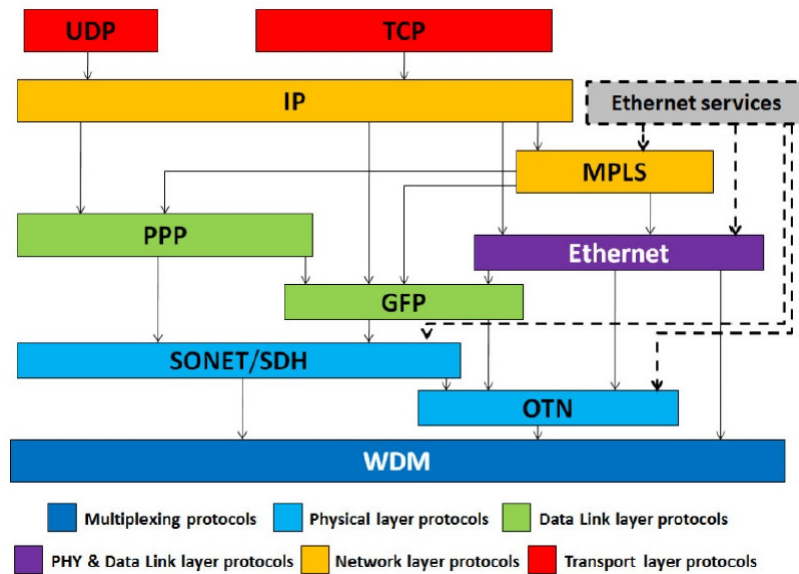 UDP TCP
IP
Ethernet services
MPLS
PPP
Ethernet
GFP
SONET/SDH
OTN
WDM
Multiplexing protocols Physical layer protocols Data Link layer protocols
PHY & Data Link layer protocols Network layer protocols Transport layer protocols